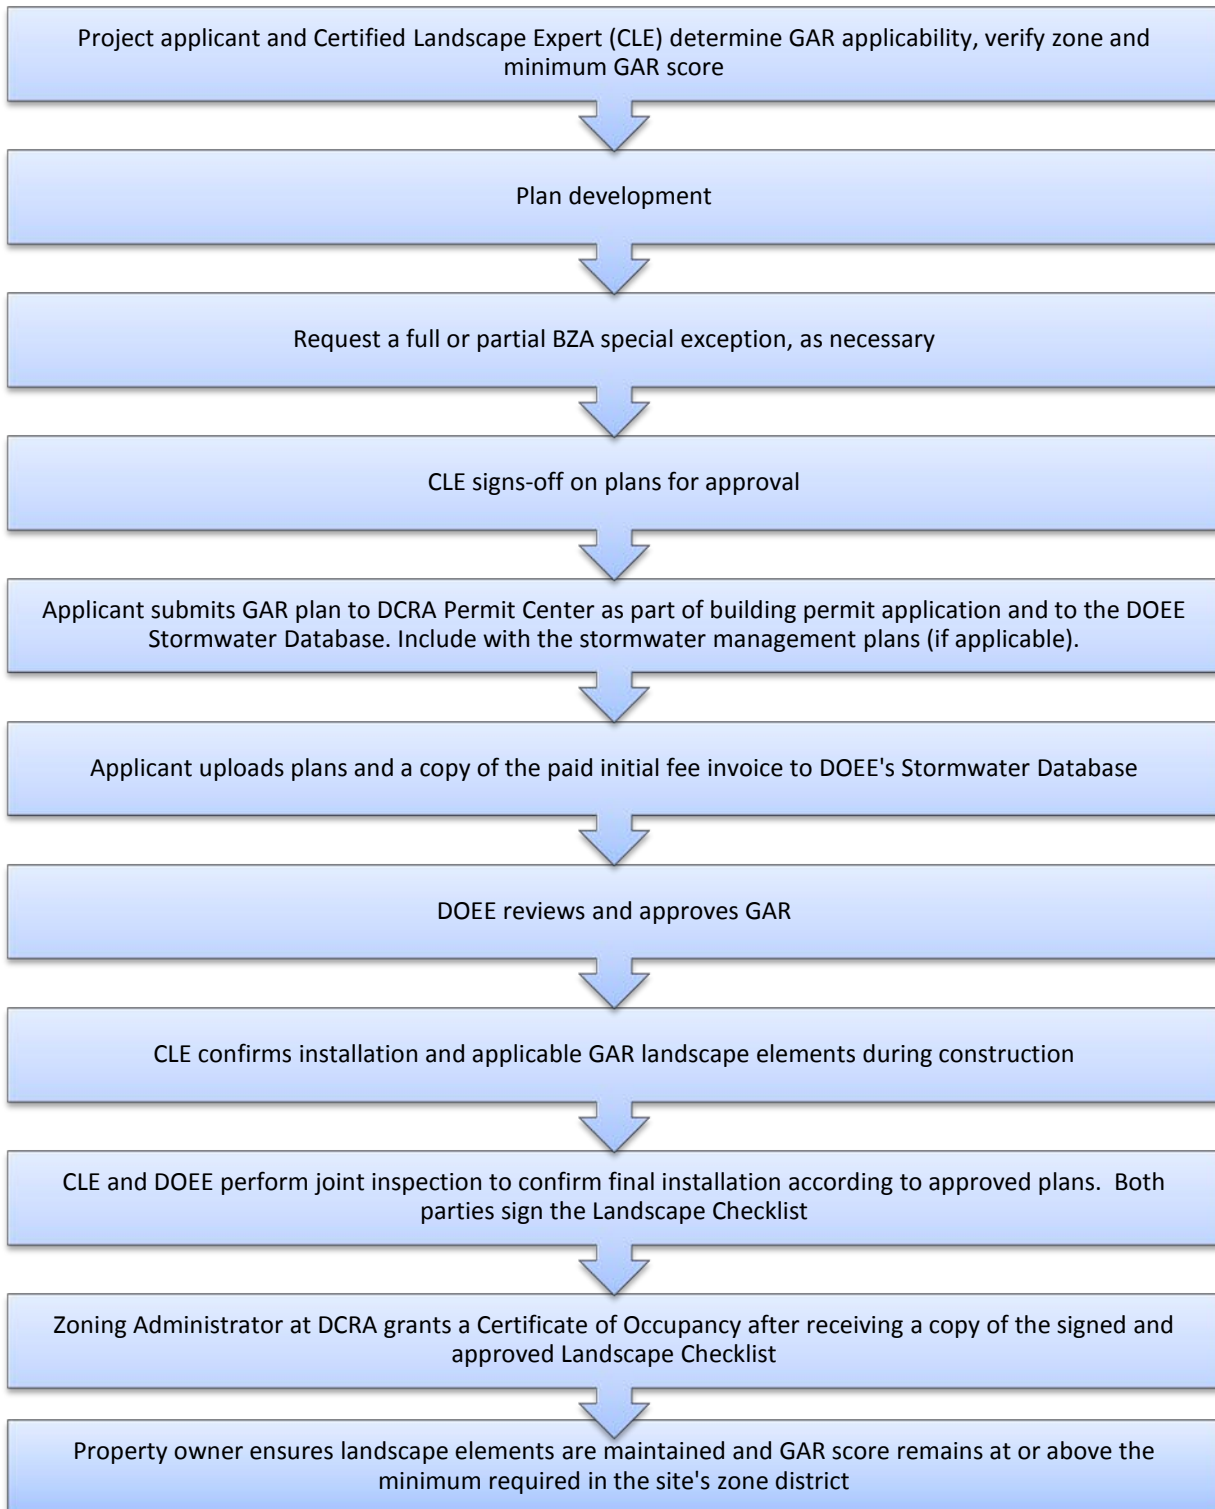 Project applicant and Certified Landscape Expert (CLE) determine GAR applicability, verify zone and
minimum GAR score
Plan development
Request a full or partial BZA special exception, as necessary
CLE signs-off on plans for approval
Applicant submits GAR plan to DCRA Permit Center as part of building permit application and to the DOEE
Stormwater Database. Include with the stormwater management plans (if applicable).
Applicant uploads plans and a copy of the paid initial fee invoice to DOEE's Stormwater Database
DOEE reviews and approves GAR
CLE confirms installation and applicable GAR landscape elements during construction
CLE and DOEE perform joint inspection to confirm final installation according to approved plans.  Both
parties sign the Landscape Checklist
Zoning Administrator at DCRA grants a Certificate of Occupancy after receiving a copy of the signed and
approved Landscape Checklist
Property owner ensures landscape elements are maintained and GAR score remains at or above the
minimum required in the site's zone district